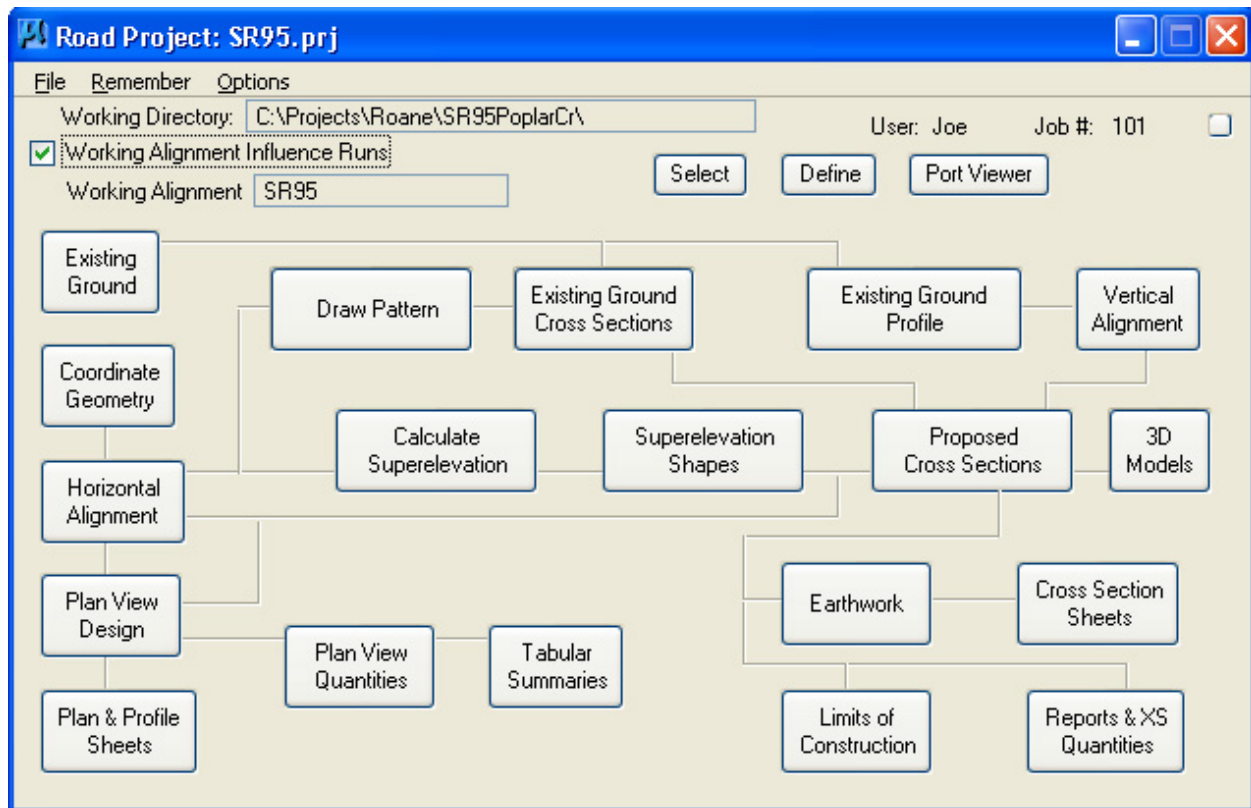 Road Project: SR95.prj
File Remember Options
Working Directory: C:\Projects\Roane\SR95PoplarCr\
User: Joe Job #: 101
Working Alignment Influence Runs
Select Define Port Viewer
Working Alignment SR95
Existing
Ground
Draw Pattern
Existing Ground
Cross Sections
Existing Ground
Profile
Vertical
Alignment
Coordinate
Geometry
Calculate
Superelevation
Superelevation
Shapes
Proposed
Cross Sections
3D
Models
Horizontal
Alignment
Plan View
Design
Earthwork
Cross Section
Sheets
Plan View
Quantities
Tabular
Summaries
Plan & Profile
Sheets
Limits of
Construction
Reports & XS
Quantities